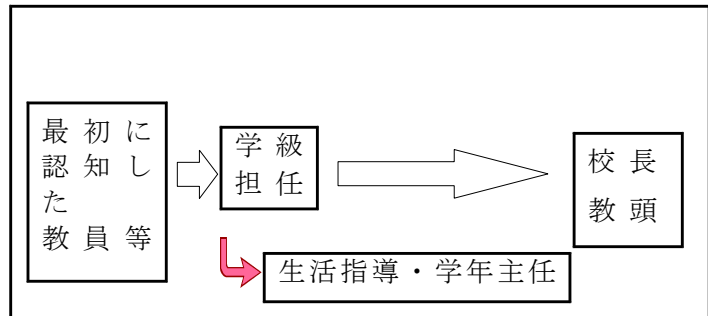 最初に
認知し
た
教員等
学級
担任
校長
教頭
生活指導・学年主任